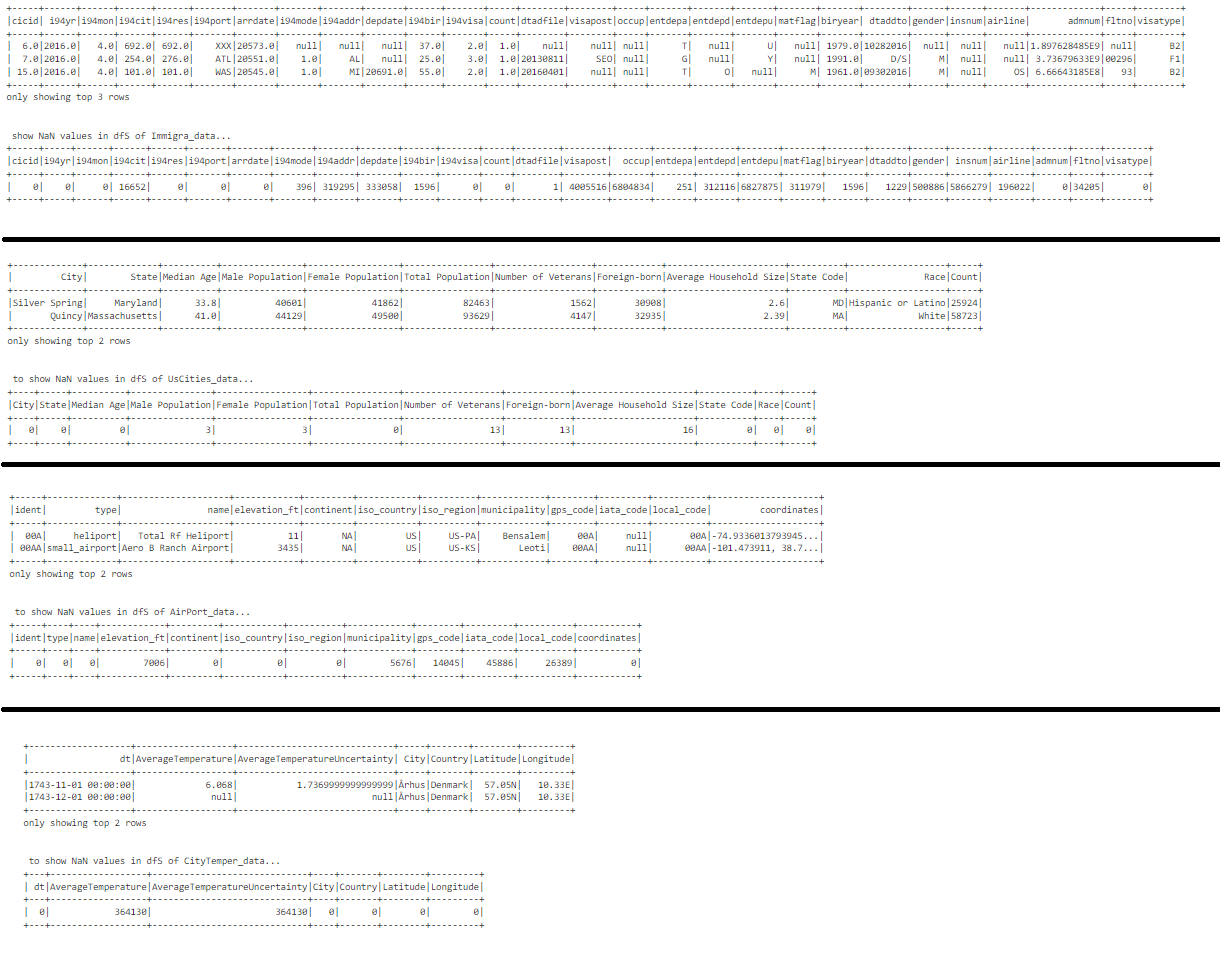 +-----+------+------+------+------+-------+-------+-------+-------+-------+------+-------+-----+--------+--------+-----+-------+-------+-------+-------+-------+--------+------+------+-------+--------------+-----+--------+
|cicid| i94yr|i94mon|i94cit|i94res|i94port|arrdate|i94mode|i94addr|depdate|i94bir|i94visa|count|dtadfile|visapost|occup|entdepa|entdepd|entdepu|matflag|biryear| dtaddto|gender|insnum|airline|        admnum|fltno|visatype|
+-----+------+------+------+------+-------+-------+-------+-------+-------+------+-------+-----+--------+--------+-----+-------+-------+-------+-------+-------+--------+------+------+-------+--------------+-----+--------+
|  6.0|2016.0|   4.0| 692.0| 692.0|    XXX|20573.0|   null|   null|   null|  37.0|    2.0|  1.0|    null|    null| null|      T|   null|      U|   null| 1979.0|10282016|  null|  null|   null|1.897628485E9| null|      B2|
|  7.0|2016.0|   4.0| 254.0| 276.0|    ATL|20551.0|    1.0|     AL|   null|  25.0|    3.0|  1.0|20130811|     SEO| null|      G|   null|      Y|   null| 1991.0|     D/S|     M|  null|   null| 3.73679633E9|00296|      F1|
| 15.0|2016.0|   4.0| 101.0| 101.0|    WAS|20545.0|    1.0|     MI|20691.0|  55.0|    2.0|  1.0|20160401|    null| null|      T|      O|   null|      M| 1961.0|09302016|     M|  null|     OS| 6.66643185E8|   93|      B2|
+-----+------+------+------+------+-------+-------+-------+-------+-------+------+-------+-----+--------+--------+-----+-------+-------+-------+-------+-------+--------+------+------+-------+--------------+-----+--------+
only showing top 3 rows
show NaN values in dfS of Immigra_data...
+-----+-----+------+------+------+-------+-------+-------+-------+-------+------+-------+-----+--------+--------+-------+-------+-------+-------+-------+-------+-------+------+-------+-------+------+-----+--------+
|cicid|i94yr|i94mon|i94cit|i94res|i94port|arrdate|i94mode|i94addr|depdate|i94bir|i94visa|count|dtadfile|visapost|  occup|entdepa|entdepd|entdepu|matflag|biryear|dtaddto|gender| insnum|airline|admnum|fltno|visatype|
+-----+-----+------+------+------+-------+-------+-------+-------+-------+------+-------+-----+--------+--------+-------+-------+-------+-------+-------+-------+-------+------+-------+-------+------+-----+--------+
|    0|    0|     0| 16652|     0|      0|      0|    396| 319295| 333058|  1596|      0|    0|       1| 4005516|6804834|    251| 312116|6827875| 311979|   1596|   1229|500886|5866279| 196022|     0|34205|       0|
+-----+-----+------+------+------+-------+-------+-------+-------+-------+------+-------+-----+--------+--------+-------+-------+-------+-------+-------+-------+-------+------+-------+-------+------+-----+--------+
+-------------+-------------+----------+---------------+-----------------+----------------+------------------+------------+----------------------+----------+------------------+-----+
|         City|        State|Median Age|Male Population|Female Population|Total Population|Number of Veterans|Foreign-born|Average Household Size|State Code|              Race|Count|
+-------------+-------------+----------+---------------+-----------------+----------------+------------------+------------+----------------------+----------+------------------+-----+
|Silver Spring|     Maryland|      33.8|          40601|            41862|           82463|              1562|       30908|                   2.6|        MD|Hispanic or Latino|25924|
|       Quincy|Massachusetts|      41.0|          44129|            49500|           93629|              4147|       32935|                  2.39|        MA|             White|58723|
+-------------+-------------+----------+---------------+-----------------+----------------+------------------+------------+----------------------+----------+------------------+-----+
only showing top 2 rows
to show NaN values in dfS of UsCities_data...
+----+-----+----------+---------------+-----------------+----------------+------------------+------------+----------------------+----------+----+-----+
|City|State|Median Age|Male Population|Female Population|Total Population|Number of Veterans|Foreign-born|Average Household Size|State Code|Race|Count|
+----+-----+----------+---------------+-----------------+----------------+------------------+------------+----------------------+----------+----+-----+
|   0|    0|         0|              3|                3|               0|                13|          13|                    16|         0|   0|    0|
+----+-----+----------+---------------+-----------------+----------------+------------------+------------+----------------------+----------+----+-----+
+-----+-------------+--------------------+------------+---------+-----------+----------+------------+--------+---------+----------+--------------------+
|ident|         type|                name|elevation_ft|continent|iso_country|iso_region|municipality|gps_code|iata_code|local_code|         coordinates|
+-----+-------------+--------------------+------------+---------+-----------+----------+------------+--------+---------+----------+--------------------+
|  00A|     heliport|   Total Rf Heliport|          11|       NA|         US|     US-PA|    Bensalem|     00A|     null|       00A|-74.9336013793945...|
| 00AA|small_airport|Aero B Ranch Airport|        3435|       NA|         US|     US-KS|       Leoti|    00AA|     null|      00AA|-101.473911, 38.7...|
+-----+-------------+--------------------+------------+---------+-----------+----------+------------+--------+---------+----------+--------------------+
only showing top 2 rows
to show NaN values in dfS of AirPort_data...
+-----+----+----+------------+---------+-----------+----------+------------+--------+---------+----------+-----------+
|ident|type|name|elevation_ft|continent|iso_country|iso_region|municipality|gps_code|iata_code|local_code|coordinates|
+-----+----+----+------------+---------+-----------+----------+------------+--------+---------+----------+-----------+
|    0|   0|   0|        7006|        0|          0|         0|        5676|   14045|    45886|     26389|          0|
+-----+----+----+------------+---------+-----------+----------+------------+--------+---------+----------+-----------+
+-------------------+------------------+-----------------------------+-----+-------+--------+---------+
|                 dt|AverageTemperature|AverageTemperatureUncertainty| City|Country|Latitude|Longitude|
+-------------------+------------------+-----------------------------+-----+-------+--------+---------+
|1743-11-01 00:00:00|             6.068|           1.7369999999999999|Århus|Denmark|  57.05N|   10.33E|
|1743-12-01 00:00:00|              null|                         null|Århus|Denmark|  57.05N|   10.33E|
+-------------------+------------------+-----------------------------+-----+-------+--------+---------+
only showing top 2 rows
to show NaN values in dfS of CityTemper_data...
+---+------------------+-----------------------------+----+-------+--------+---------+
| dt|AverageTemperature|AverageTemperatureUncertainty|City|Country|Latitude|Longitude|
+---+------------------+-----------------------------+----+-------+--------+---------+
|  0|            364130|                       364130|   0|      0|       0|        0|
+---+------------------+-----------------------------+----+-------+--------+---------+